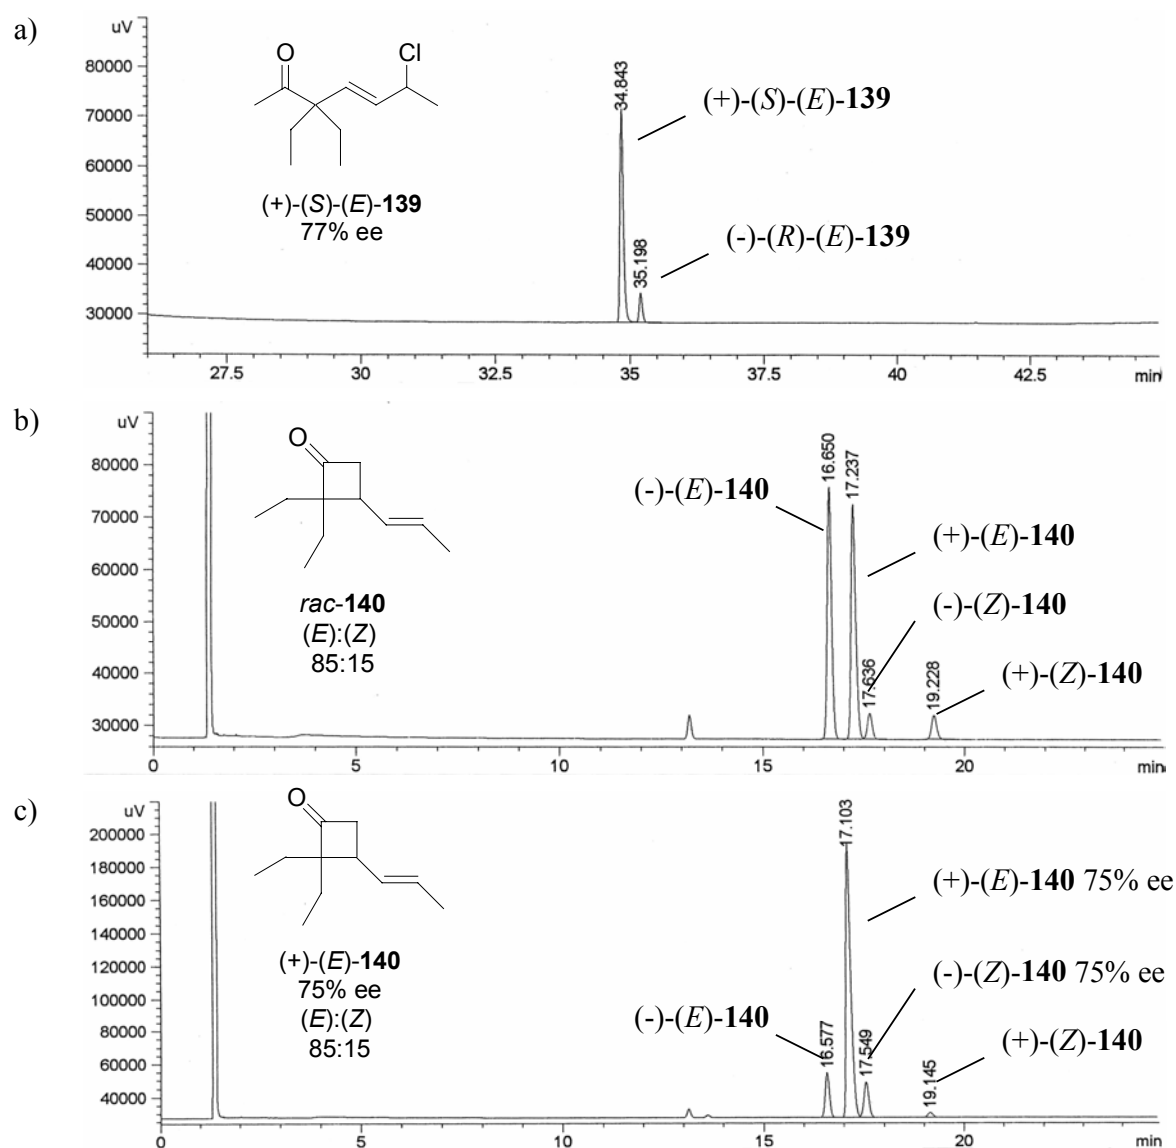 a)
uV
80000
70000
60000
50000
40000
30000
O
Cl
(+)-(S)-(E)-139
77% ee
34.843
35.198
(+)-(S)-(E)-139
(-)-(R)-(E)-139
27.5 30 32.5 35 37.5 40 42.5 min
b)
uV
80000
70000
60000
50000
40000
30000
O
rac-140
(E):(Z)
85:15
(-)-(E)-140
16.650
17.237
17.636
19.228
(+)-(E)-140
(-)-(Z)-140
(+)-(Z)-140
0 5 10 15 20 min
c)
uV
200000
180000
160000
140000
120000
100000
80000
60000
40000
O
(+)-(E)-140
75% ee
(E):(Z)
85:15
(-)-(E)-140
16.577
17.103
17.549
19.145
(+)-(E)-140 75% ee
(-)-(Z)-140 75% ee
(+)-(Z)-140
0 5 10 15 20 min